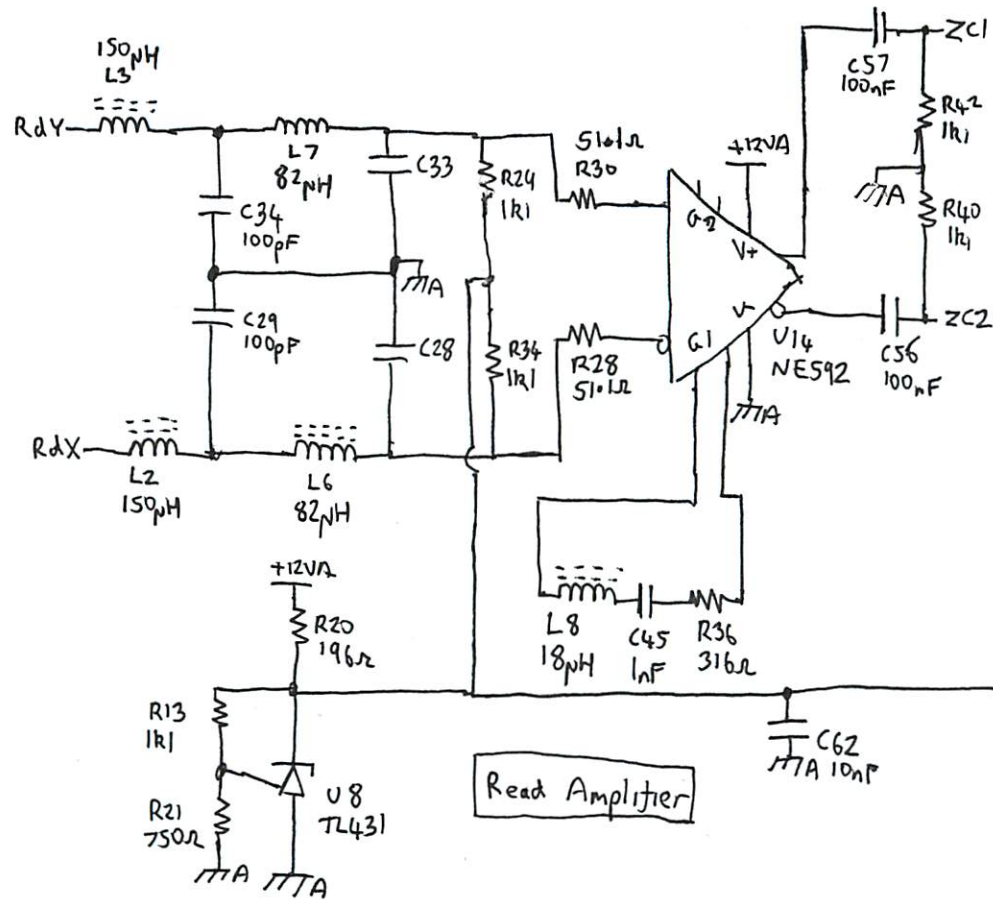 150µH
L3
RdY
L7
82µH
C33
C34
100pF
C29
100pF
A
C28
R24
1k1
R34
1k1
51.1Ω
R30
R28
51.1Ω
+12VA
G2
V+
V-
G1
U14
NE592
A
C57
100nF
ZC1
R42
1k1
A
R40
1k1
ZC2
C56
100nF
RdX
L2
150µH
L6
82µH
L8
18µH
C45
1nF
R36
316Ω
+12VA
R20
196Ω
R13
1k1
R21
750Ω
U8
TL431
A
A
C62
10nF
A
Read Amplifier